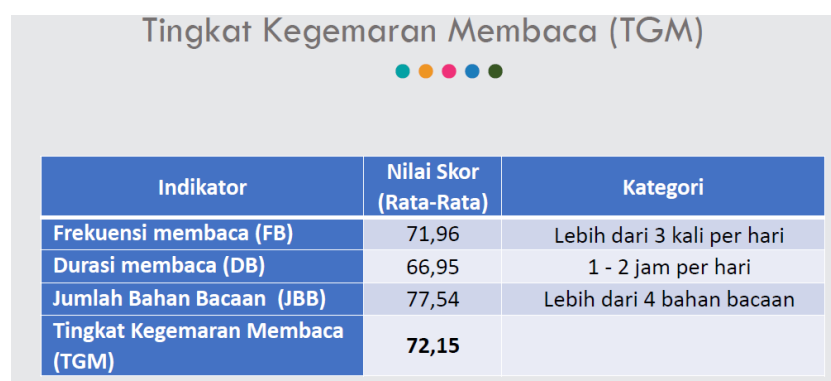 Tingkat Kegemaran Membaca (TGM)
Indikator
Nilai Skor
(Rata-Rata)
Kategori
Frekuensi membaca (FB)
71,96
Lebih dari 3 kali per hari
Durasi membaca (DB)
66,95
1 - 2 jam per hari
Jumlah Bahan Bacaan (JBB)
77,54
Lebih dari 4 bahan bacaan
Tingkat Kegemaran Membaca
(TGM)
72,15